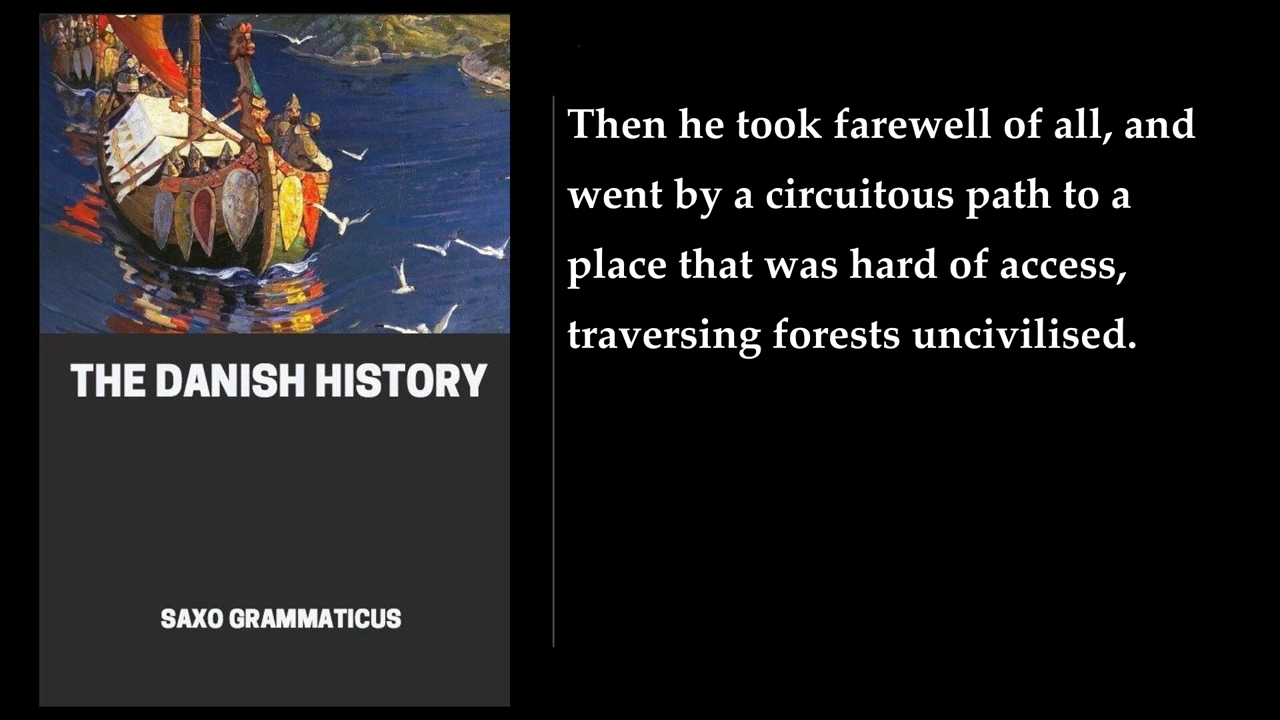 THE DANISH HISTORY
SAXO GRAMMATICUS
Then he took farewell of all, and
went by a circuitous path to a
place that was hard of access,
traversing forests uncivilised.